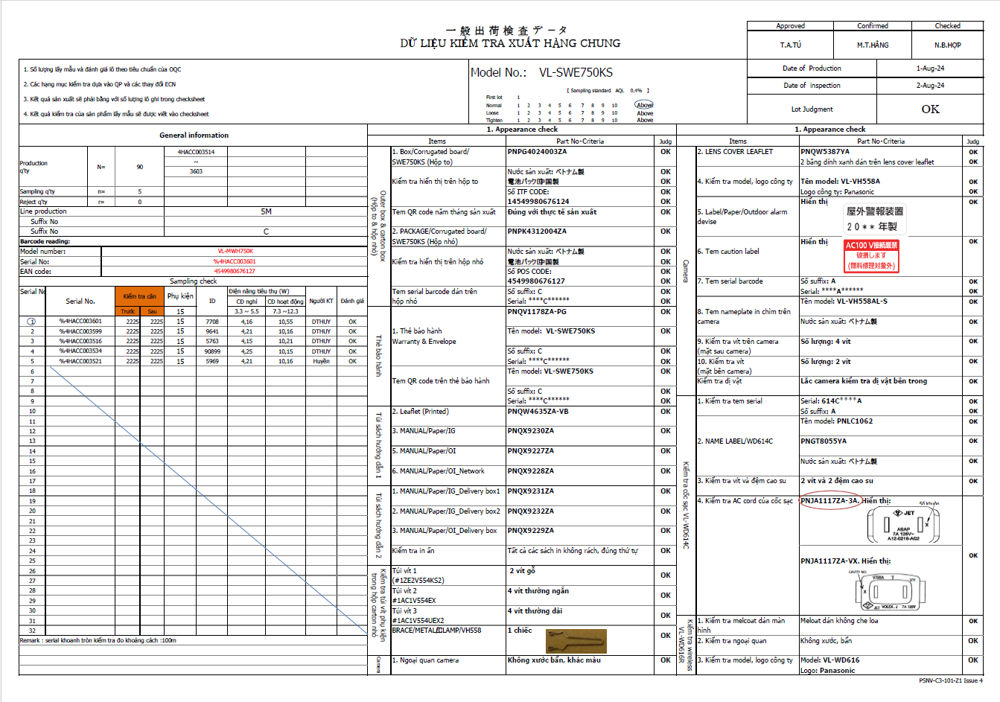 一 般 出 荷 検 査 デ ー タ
DỮ LIỆU KIỂM TRA XUẤT HÀNG CHUNG
Approved Confirmed Checked
T.A.TÚ M.T.HẰNG N.B.HỢP
1. Số lượng lấy mẫu và đánh giá lô theo tiêu chuẩn của OQC
2. Các hạng mục kiểm tra dựa vào QP và các thay đổi ECN
3. Kết quả sản xuất sẽ phải bằng với số lượng lô ghi trong checksheet
4. Kết quả kiểm tra của sản phẩm lấy mẫu sẽ được viết vào checksheet
Model No.: VL-SWE750KS
【 Sampling standard AQL 0.4% 】
First lot 1
Normal 1 2 3 4 5 6 7 8 9 10 Above
Loose 1 2 3 4 5 6 7 8 9 10 Above
Tighten 1 2 3 4 5 6 7 8 9 10 Above
Date of Production 1-Aug-24
Date of inspection 2-Aug-24
Lot Judgment OK
General information
Production q'ty N= 90
4HACC003514
~
3603
Sampling q'ty n= 5
Reject q'ty r= 0
Line production 5M
Suffix No
Suffix No C
Barcode reading:
Model number: VL-MWH750K
Serial No: %4HACC003601
EAN code: 4549980676127
Sampling check
Serial No Serial No. Kiểm tra cân Phụ kiện ID Điện năng tiêu thụ (W) Người KT Đánh giá
CĐ nghỉ CĐ hoạt động
Trước Sau 15 3.3 ~ 5.5 7.3 ~12.3
1 %4HACC003601 2225 2225 15 7708 4,16 10,55 DTHUY OK
2 %4HACC003599 2225 2225 15 9641 4,21 10,16 DTHUY OK
3 %4HACC003516 2225 2225 15 5763 4,15 10,21 DTHUY OK
4 %4HACC003534 2225 2225 15 90899 4,25 10,15 DTHUY OK
5 %4HACC003521 2225 2225 15 5969 4,21 10,16 Huyền OK
6
7
8
9
10
11
12
13
14
15
16
17
18
19
20
21
22
23
24
25
26
27
28
29
30
31
32
Remark : serial khoanh tròn kiểm tra đo khoảng cách :100m
1. Appearance check
Items Part No･Criteria Judg
Outer box & carton box
(Hộp to & hộp nhỏ)
1. Box/Corrugated board/ PNPG4024003ZA OK
SWE750KS (Hộp to) OK
Nước sản xuất: ベトナム製 OK
Kiểm tra hiển thị trên hộp to 電池パック中国製 OK
Số ITF CODE: OK
14549980676124 OK
Tem QR code năm tháng sản xuất Đúng với thực tế sản xuất OK
2. PACKAGE/Corrugated board/ PNPK4312004ZA OK
SWE750KS (Hộp nhỏ)
Nước sản xuất: ベトナム製 OK
Kiểm tra hiển thị trên hộp nhỏ 電池パック中国製 OK
Số POS CODE: OK
4549980676127 OK
Tem serial barcode dán trên Số suffix: C OK
hộp nhỏ Serial: ****C****** OK
Thẻ bảo hành
PNQV1178ZA-PG OK
1. Thẻ bảo hành Tên model: VL-SWE750KS OK
Warranty & Envelope
Số suffix: C OK
Serial: ****C****** OK
Tên model: VL-SWE750KS OK
Tem QR code trên thẻ bảo hành
Số suffix: C OK
Serial: ****C****** OK
Túi sách hướng dẫn 1
2. Leaflet (Printed) PNQW4635ZA-VB OK
3. MANUAL/Paper/IG PNQX9230ZA OK
5. MANUAL/Paper/OI PNQX9227ZA OK
6. MANUAL/Paper/OI_Network PNQX9228ZA OK
Túi sách hướng dẫn 2
1. MANUAL/Paper/IG_Delivery box1 PNQX9231ZA OK
2. MANUAL/Paper/IG_Delivery box2 PNQX9232ZA OK
3. MANUAL/Paper/OI_Delivery box PNQX9229ZA OK
Kiểm tra in ấn Tất cả các sách in không rách, đúng thứ tự OK
Kiểm tra túi vít phụ kiện
trong hộp carton nhỏ
Túi vít 1 2 vít gỗ OK
(#1ZE2V554KS2)
Túi vít 2 4 vít thường ngắn OK
#1AC1V554EX
Túi vít 3 4 vít thường dài OK
#1AC1V554UEX2
BRACE/METAL/CLAMP/VH558 1 chiếc OK
Camera
1. Ngoại quan camera Không xước bẩn, khác màu OK
1. Appearance check
Items Part No･Criteria Judg
Camera
2. LENS COVER LEAFLET PNQW5387YA OK
2 băng dính xanh dán trên lens cover leaflet OK
4. Kiểm tra model, logo công ty Tên model: VL-VH558A OK
Logo công ty: Panasonic OK
Hiển thị OK
5. Label/Paper/Outdoor alarm
devise
屋外警報装置
20＊＊年製
Hiển thị OK
6. Tem caution label
AC100 V接続厳禁
破損します
(無料修理対象外)
7. Tem serial barcode Số suffix: A OK
Serial: ****A****** OK
Tên model: VL-VH558AL-S OK
8. Tem nameplate in chìm trên
camera Nước sản xuất: ベトナム製 OK
9. Kiểm tra vít trên camera Số lượng: 4 vít OK
(mặt sau camera)
10. Kiểm tra vít Số lượng: 2 vít OK
(mặt bên camera)
Kiểm tra dị vật Lắc camera kiểm tra dị vật bên trong OK
Kiểm tra cốc sạc VL-WD614C
1. Kiểm tra tem serial Serial: 614C****A OK
Số suffix: A OK
Tên model: PNLC1062 OK
2. NAME LABEL/WD614C PNGT8055YA OK
Nước sản xuất: ベトナム製 OK
3. Kiểm tra vít và đệm cao su 2 vít và 2 đệm cao su OK
4. Kiểm tra AC cord của cốc sạc PNJA1117ZA-3A. Hiển thị: OK
Số khuôn
JET
X
ASAP
7A 125V~
A12-0216-AC2
PNJA1117ZA-VX. Hiển thị: OK
CAVITY NO.
V722A T VH
X
JET VOLEX.J 7A 125V
Kiểm tra wireless
VL-WD616R
1. Kiểm tra melcoat dán màn Meloat dán không che loa OK
hình
2. Kiểm tra ngoại quan Không xước, bẩn OK
3. Kiểm tra model, logo công ty Model: VL-WD616 OK
Logo: Panasonic
PSNV-C3-101-Z1 Issue 4